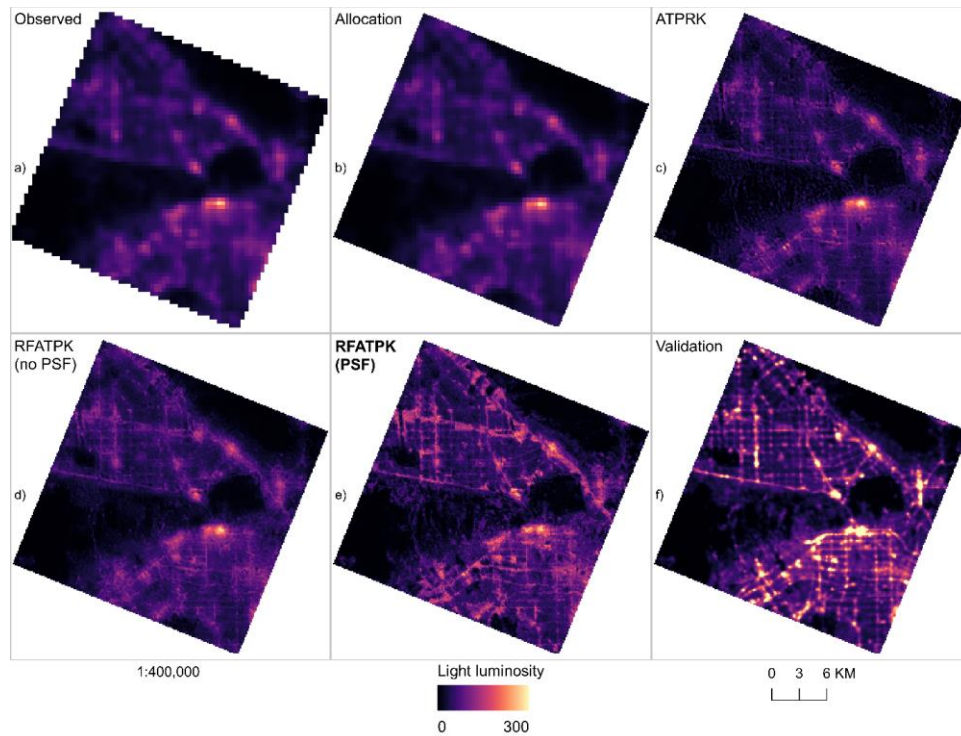 Observed
Allocation
ATPRK
a)
b)
c)
RFATPK
(no PSF)
RFATPK
(PSF)
Validation
d)
e)
f)
1:400,000
Light luminosity
0 300
0 3 6 KM